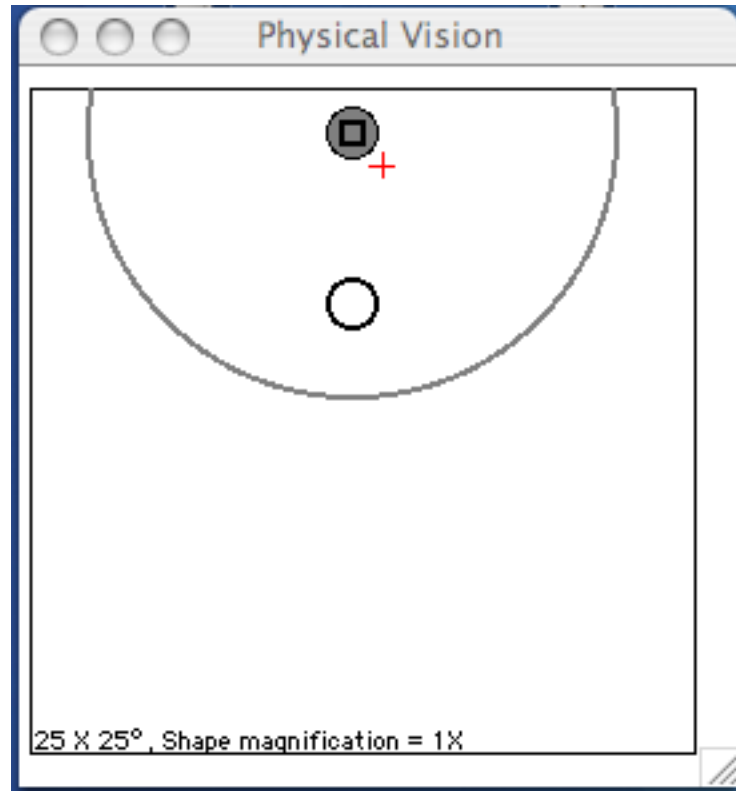 Physical Vision
25 X 25°, Shape magnification = 1X